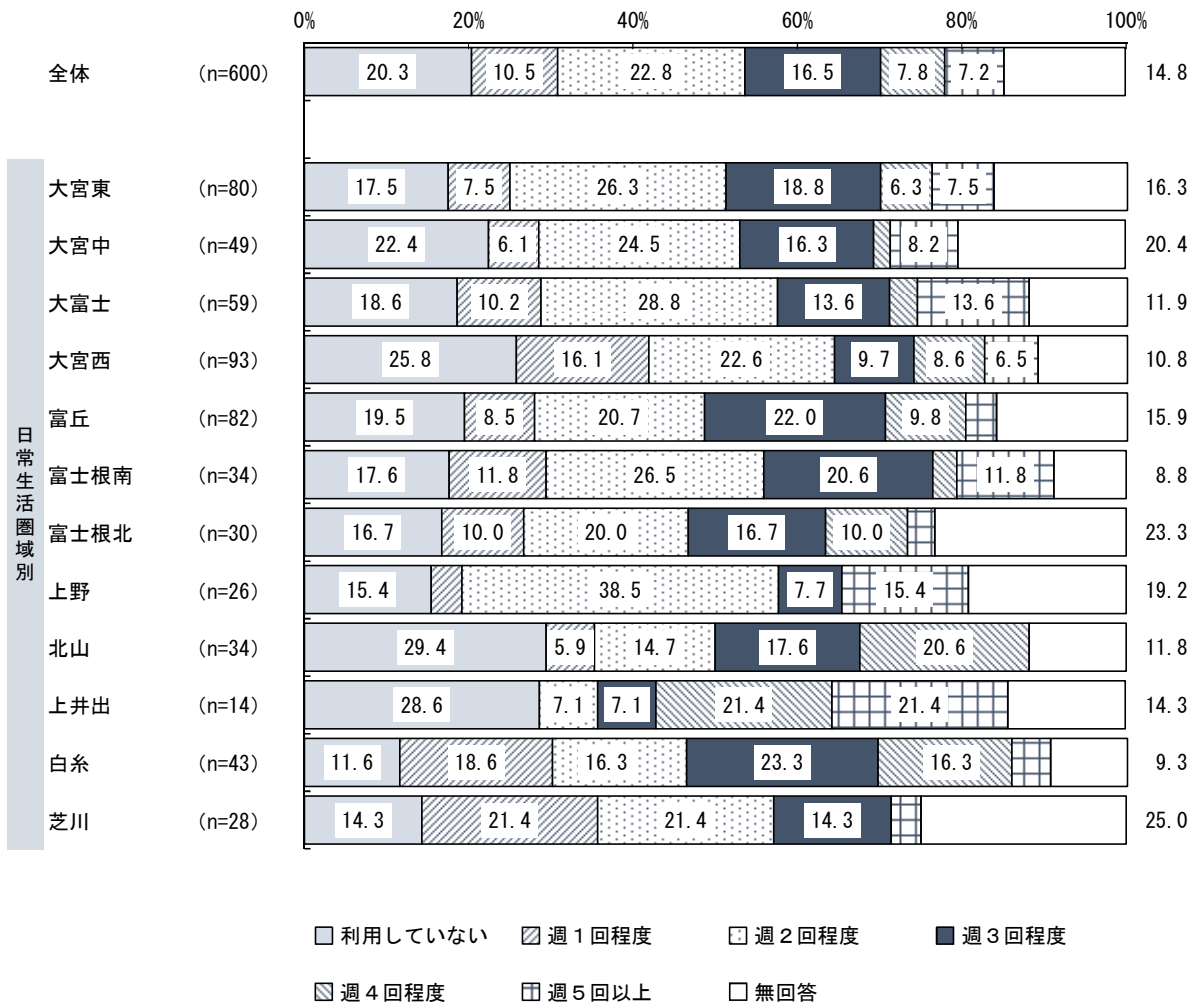 0% 20% 40% 60% 80% 100%
全体 (n=600) 20.3 10.5 22.8 16.5 7.8 7.2 14.8
日常生活圏域別
大宮東 (n=80) 17.5 7.5 26.3 18.8 6.3 7.5 16.3
大宮中 (n=49) 22.4 6.1 24.5 16.3 8.2 20.4
大富士 (n=59) 18.6 10.2 28.8 13.6 13.6 11.9
大宮西 (n=93) 25.8 16.1 22.6 9.7 8.6 6.5 10.8
富丘 (n=82) 19.5 8.5 20.7 22.0 9.8 15.9
富士根南 (n=34) 17.6 11.8 26.5 20.6 11.8 8.8
富士根北 (n=30) 16.7 10.0 20.0 16.7 10.0 23.3
上野 (n=26) 15.4 38.5 7.7 15.4 19.2
北山 (n=34) 29.4 5.9 14.7 17.6 20.6 11.8
上井出 (n=14) 28.6 7.1 7.1 21.4 21.4 14.3
白糸 (n=43) 11.6 18.6 16.3 23.3 16.3 9.3
芝川 (n=28) 14.3 21.4 21.4 14.3 25.0
利用していない 週1回程度 週2回程度 週3回程度
週4回程度 週5回以上 無回答